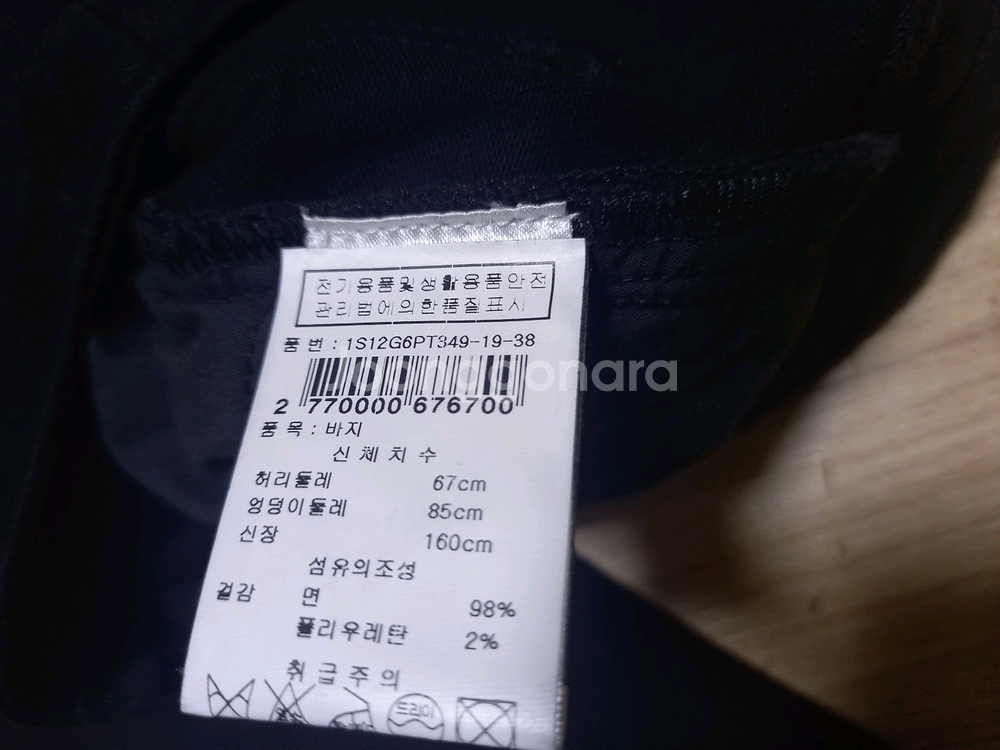 전기용품및생활용품안전
관리법에의한품질표시
품 번 : 1S12G6PT349-19-38
Joonggonara
2 770000 676700
품 목 : 바지
신 체 치 수
허리둘레 67cm
엉덩이둘레 85cm
신장 160cm
섬유의조성
겉감 면 98%
폴리우레탄 2%
취 급 주 의
드라이